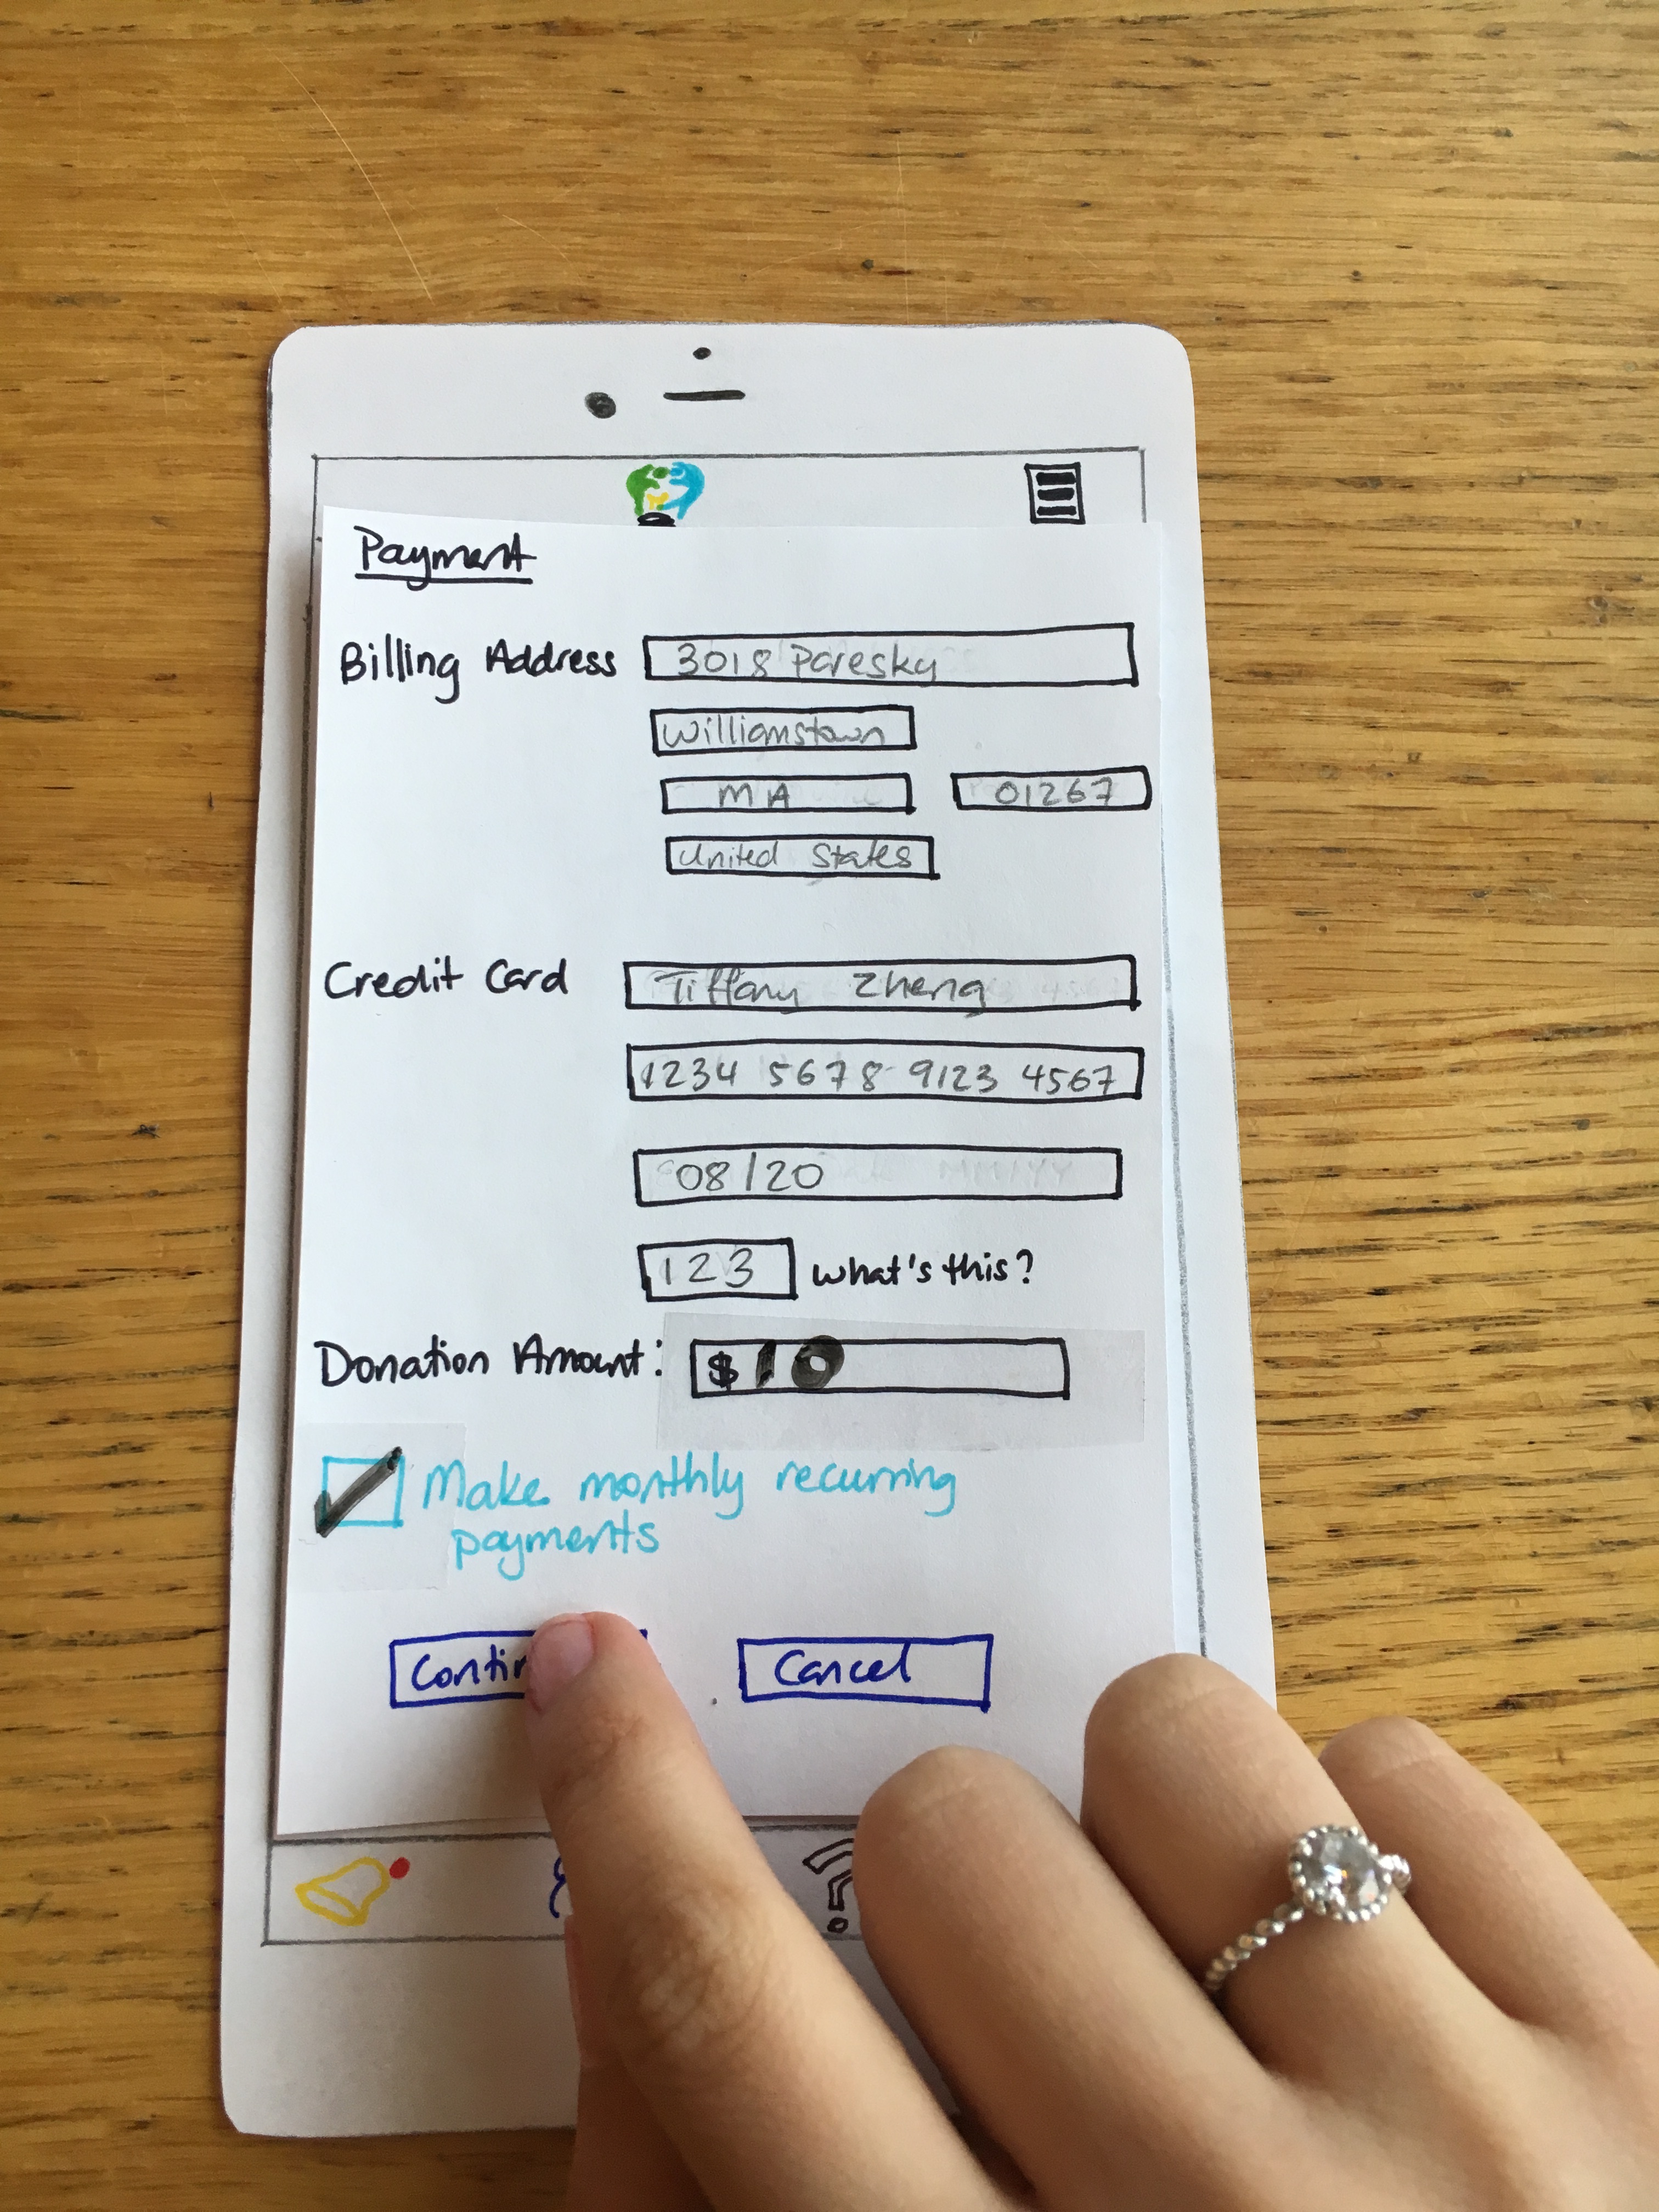 Payment
Billing Address 3018 Paresky
Williamstown
MA 01267
United States
Credit Card Tiffany Zheng
1234 5678 9123 4567
08/20
123 what's this?
Donation Amount: $ 10
Make monthly recurring
payments
Contin Cancel
?